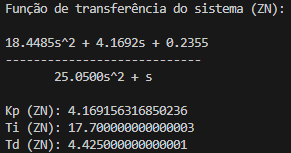 Função de transferência do sistema (ZN):
18.4485s^2 + 4.1692s + 0.2355
-----------------------------
25.0500s^2 + s
Kp (ZN): 4.169156316850236
Ti (ZN): 17.700000000000003
Td (ZN): 4.425000000000001